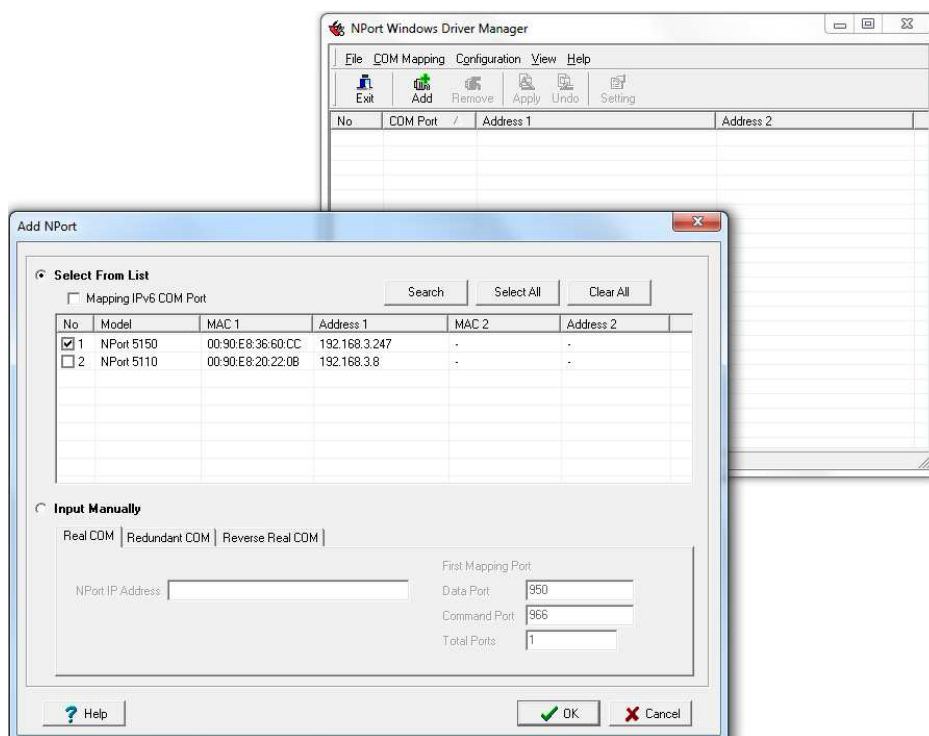 NPort Windows Driver Manager
File COM Mapping Configuration View Help
Exit Add Remove Apply Undo Setting
No COM Port / Address 1 Address 2
Add NPort
Select From List
Mapping IPv6 COM Port
Search Select All Clear All
No Model MAC 1 Address 1 MAC 2 Address 2
1 NPort 5150 00:90:E8:36:60:CC 192.168.3.247 - -
2 NPort 5110 00:90:E8:20:22:0B 192.168.3.8 - -
Input Manually
Real COM Redundant COM Reverse Real COM
First Mapping Port
NPort IP Address Data Port 950
Command Port 966
Total Ports 1
? Help OK Cancel